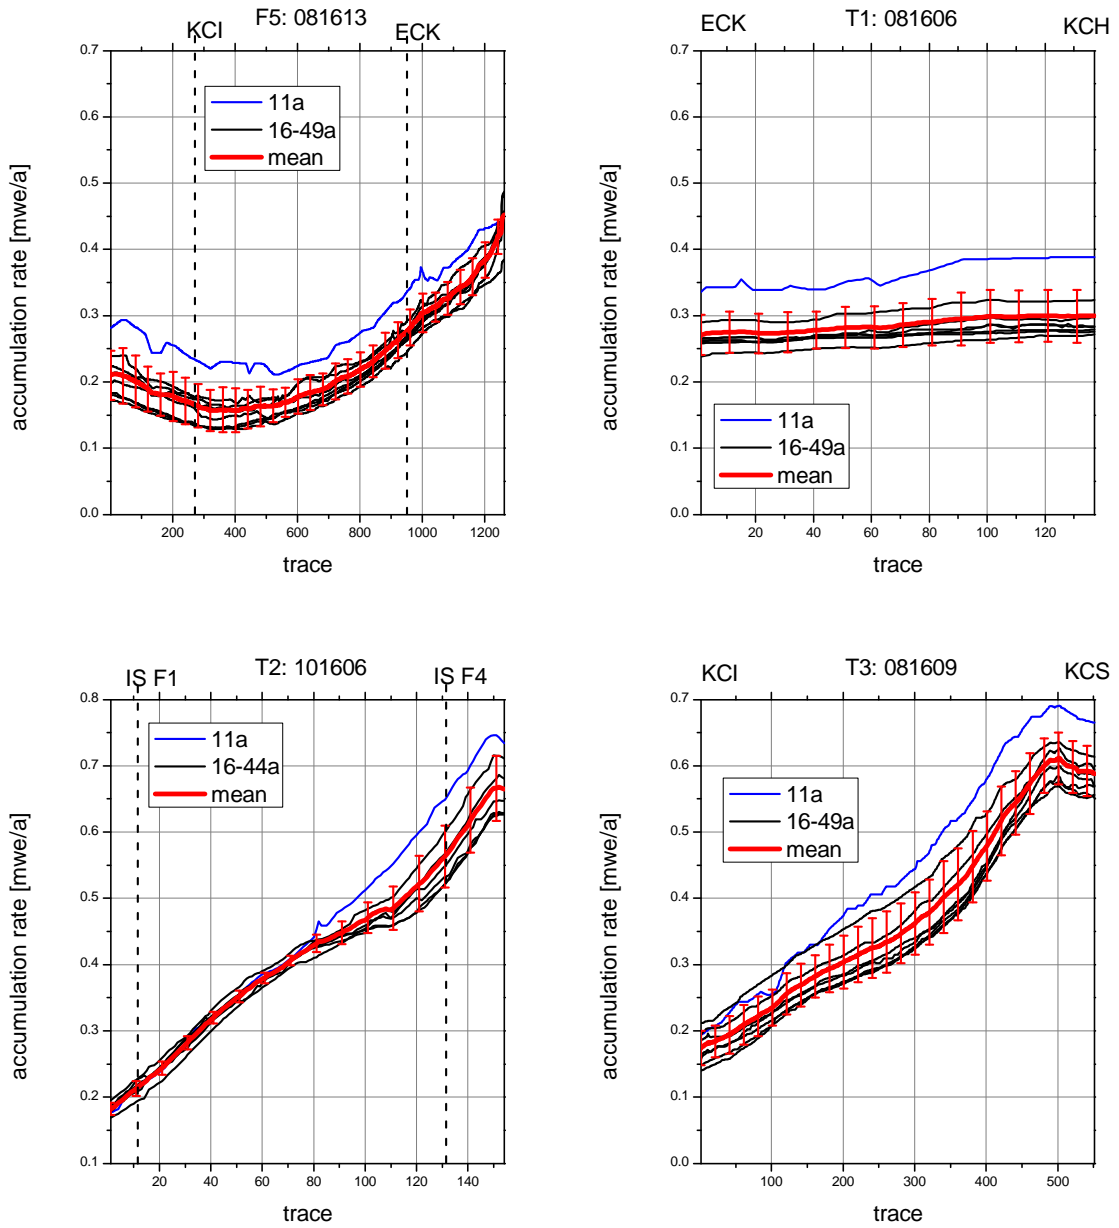 F5: 081613
KCI
ECK
0.7
0.6
0.5
0.4
0.3
0.2
0.1
0.0
accumulation rate [mwe/a]
11a
16-49a
mean
200
400
600
800
1000
1200
trace
T1: 081606
ECK
KCH
0.7
0.6
0.5
0.4
0.3
0.2
0.1
0.0
accumulation rate [mwe/a]
11a
16-49a
mean
20
40
60
80
100
120
trace
T2: 101606
IS F1
IS F4
0.8
0.7
0.6
0.5
0.4
0.3
0.2
0.1
accumulation rate [mwe/a]
11a
16-44a
mean
20
40
60
80
100
120
140
trace
T3: 081609
KCI
KCS
0.7
0.6
0.5
0.4
0.3
0.2
0.1
0.0
accumulation rate [mwe/a]
11a
16-49a
mean
100
200
300
400
500
trace